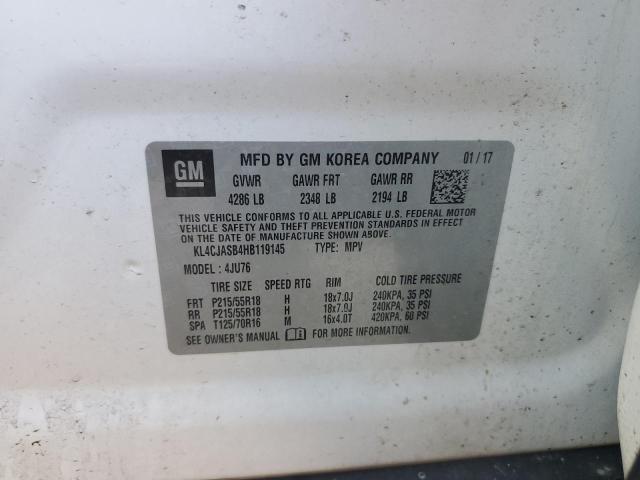 GM MFD BY GM KOREA COMPANY 01/17
GVWR GAWR FRT GAWR RR
4286 LB 2348 LB 2194 LB
THIS VEHICLE CONFORMS TO ALL APPLICABLE U.S. FEDERAL MOTOR
VEHICLE SAFETY AND THEFT PREVENTION STANDARDS IN
EFFECT ON THE DATE OF MANUFACTURE SHOWN ABOVE.
KL4CJASB4HB119145 TYPE: MPV
MODEL: 4JU76
TIRE SIZE SPEED RTG RIM COLD TIRE PRESSURE
FRT P215/55R18 H 18x7.0J 240KPA, 35 PSI
RR P215/55R18 H 18x7.0J 240KPA, 35 PSI
SPA T125/70R16 M 16x4.0T 420KPA, 60 PSI
SEE OWNER'S MANUAL FOR MORE INFORMATION.